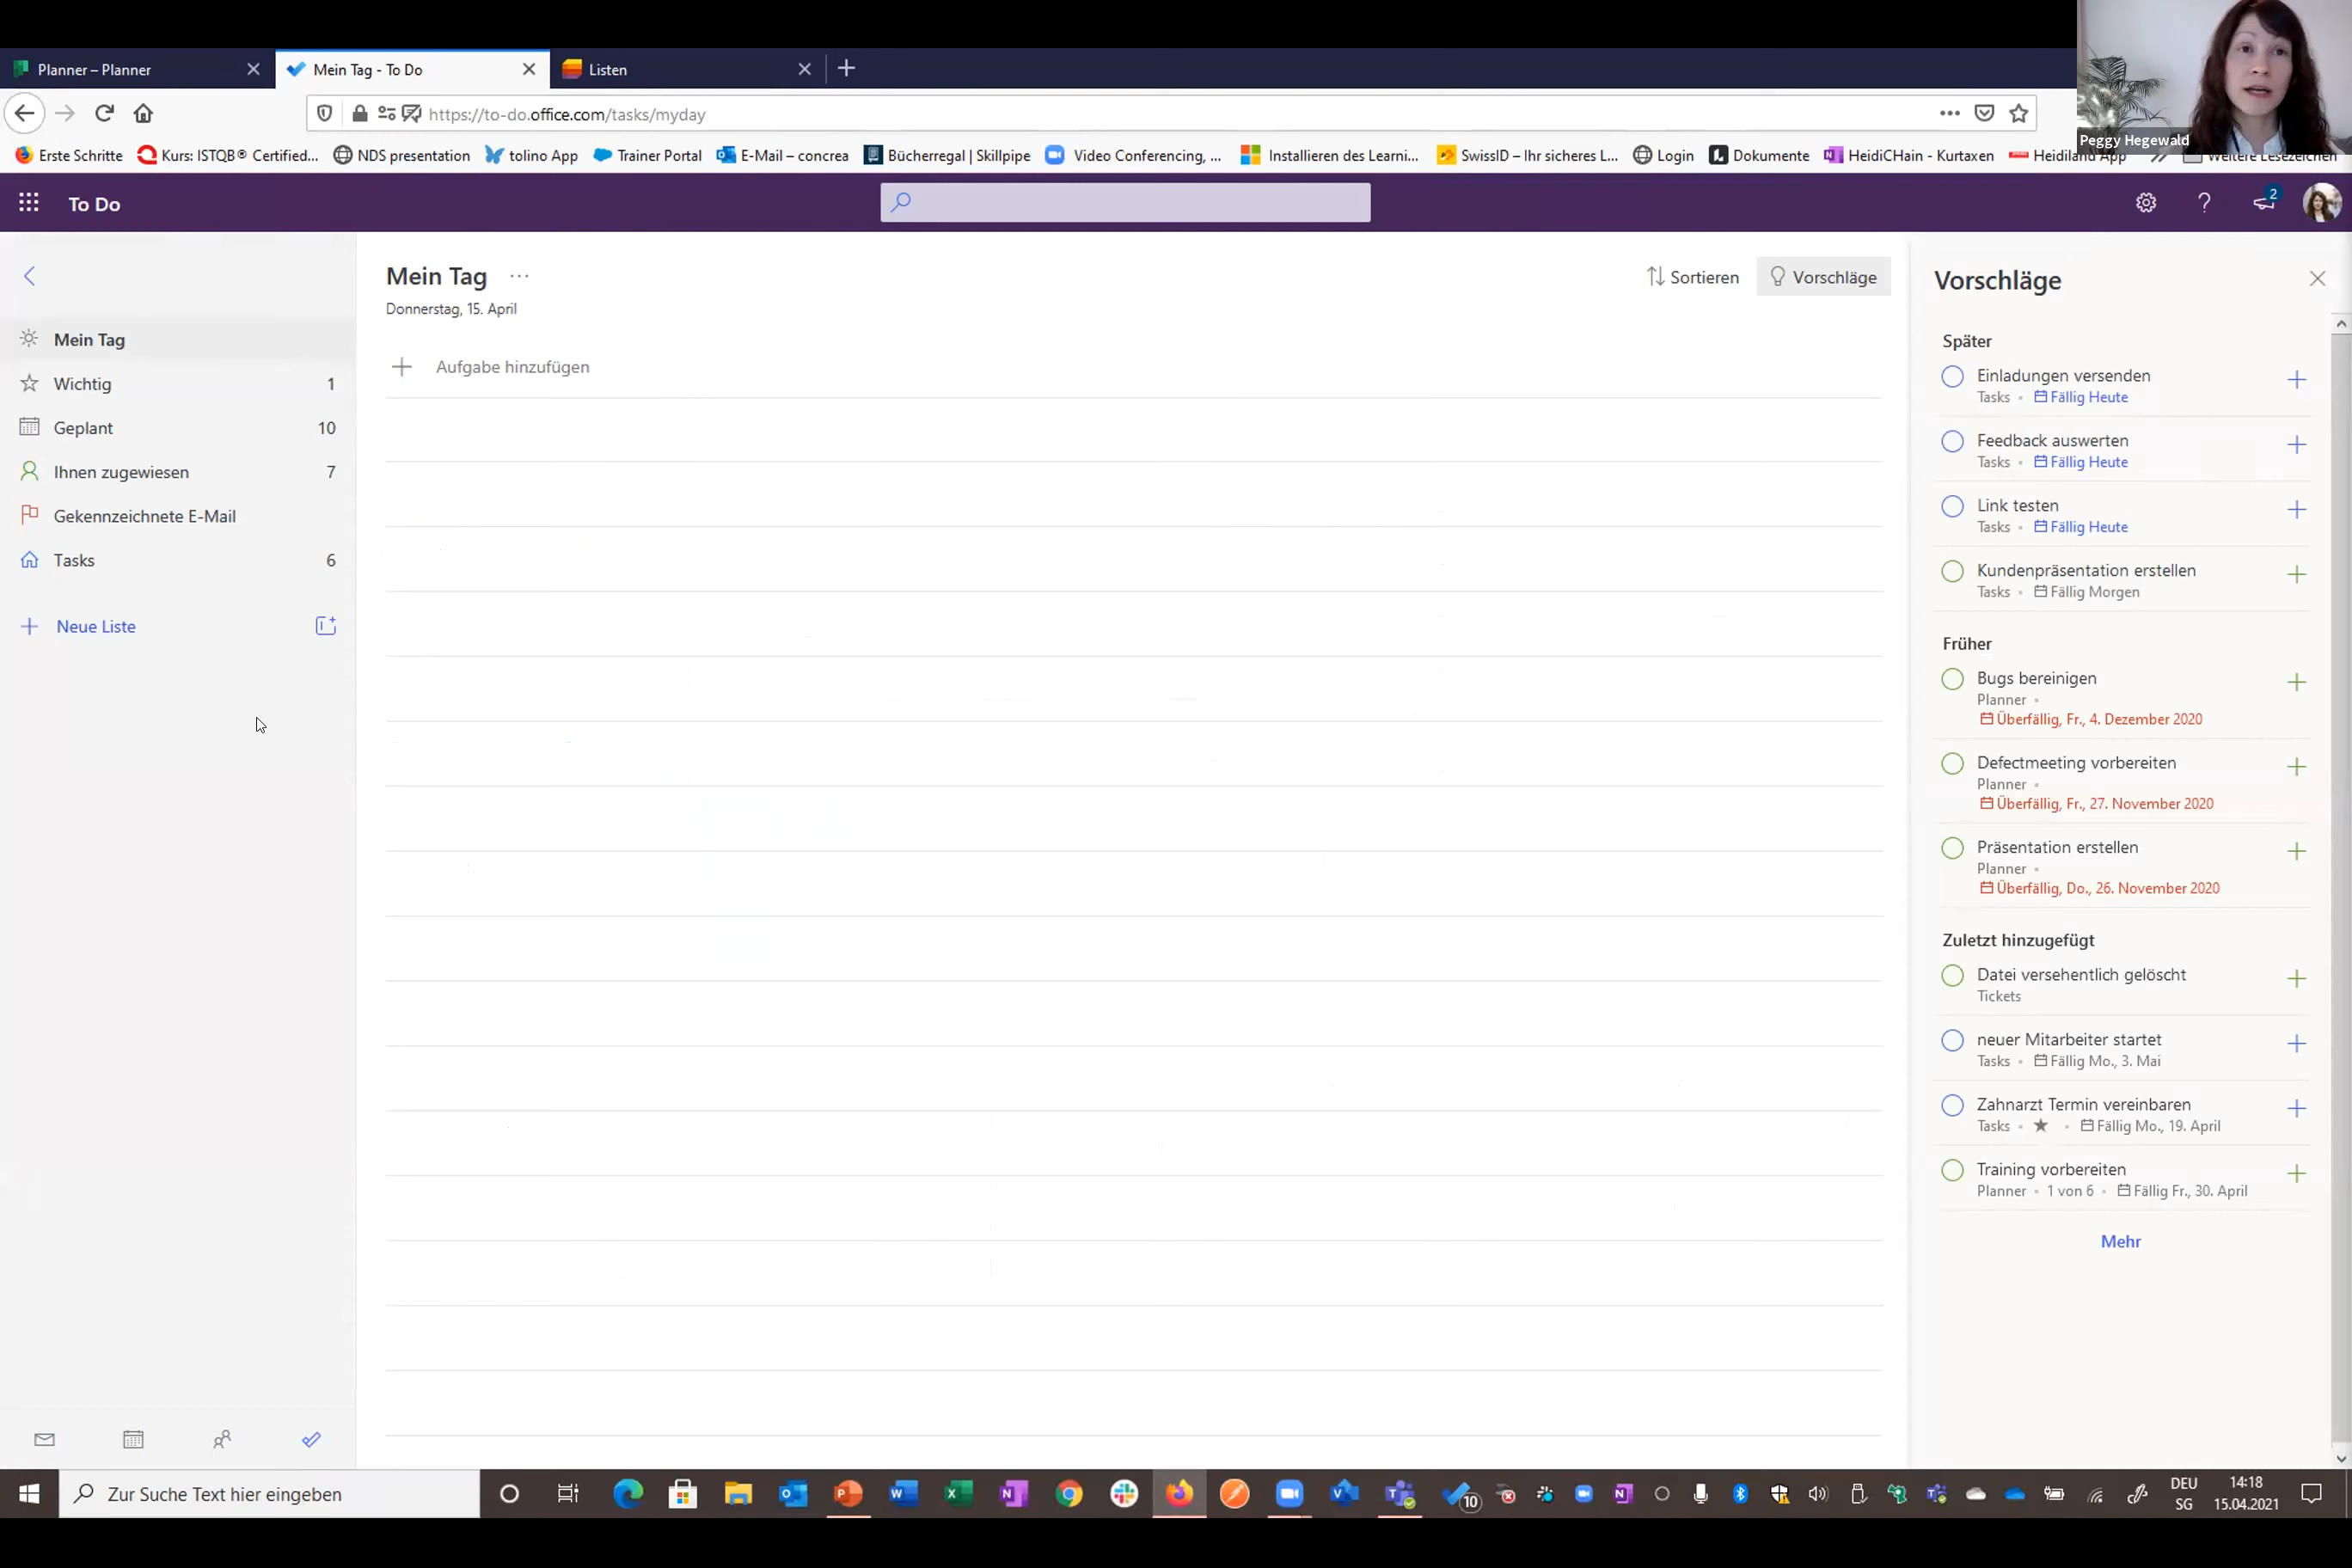 Planner – Planner
Mein Tag - To Do
Listen
Peggy Hegewald
https://to-do.office.com/tasks/myday
Erste Schritte
Kurs: ISTQB® Certified...
NDS presentation
tolino App
Trainer Portal
E-Mail – concrea
Bücherregal | Skillpipe
Video Conferencing, ...
Installieren des Learni...
SwissID – Ihr sicheres L...
Login
Dokumente
HeidiCHain - Kurtaxen
Heidiland App
Weitere Lesezeichen
To Do
2
Mein Tag
Wichtig 1
Geplant 10
Ihnen zugewiesen 7
Gekennzeichnete E-Mail
Tasks 6
Neue Liste
Mein Tag
Donnerstag, 15. April
Sortieren
Vorschläge
Aufgabe hinzufügen
Vorschläge
Später
Einladungen versenden
Tasks • Fällig Heute
Feedback auswerten
Tasks • Fällig Heute
Link testen
Tasks • Fällig Heute
Kundenpräsentation erstellen
Tasks • Fällig Morgen
Früher
Bugs bereinigen
Planner •
Überfällig, Fr., 4. Dezember 2020
Defectmeeting vorbereiten
Planner •
Überfällig, Fr., 27. November 2020
Präsentation erstellen
Planner •
Überfällig, Do., 26. November 2020
Zuletzt hinzugefügt
Datei versehentlich gelöscht
Tickets
neuer Mitarbeiter startet
Tasks • Fällig Mo., 3. Mai
Zahnarzt Termin vereinbaren
Tasks • ★ • Fällig Mo., 19. April
Training vorbereiten
Planner • 1 von 6 • Fällig Fr., 30. April
Mehr
Zur Suche Text hier eingeben
10
DEU
SG
14:18
15.04.2021